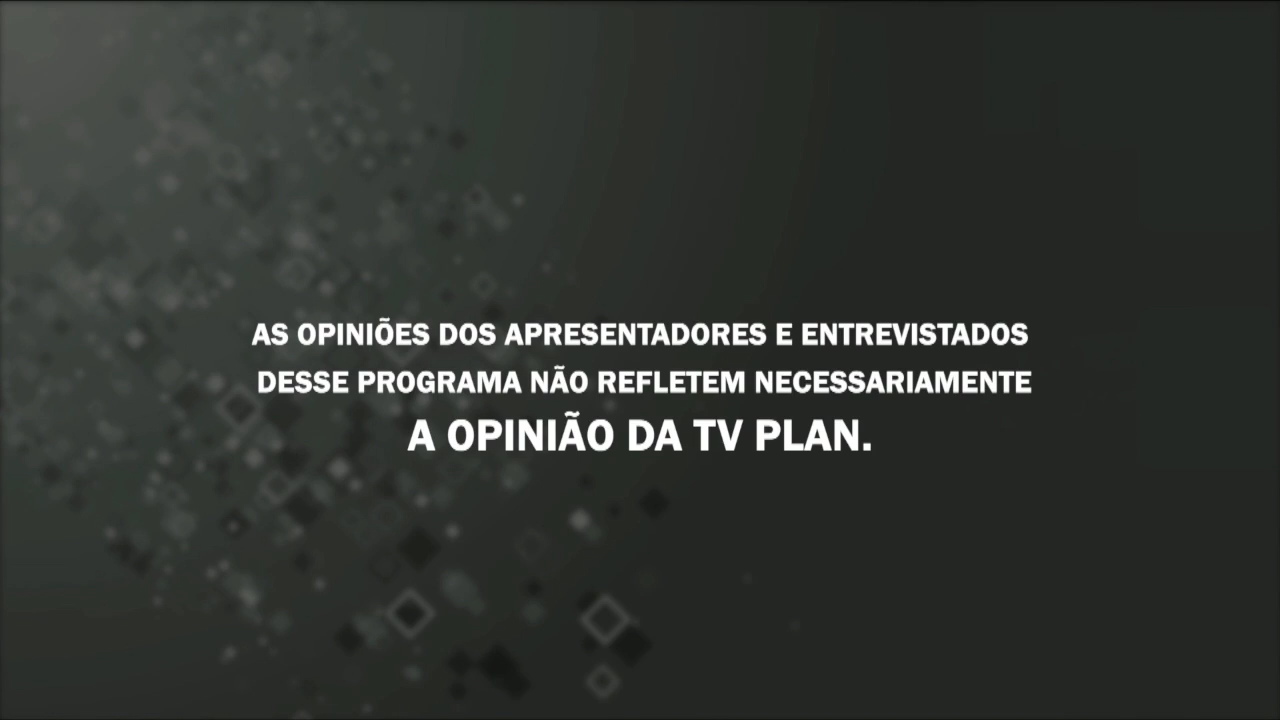 AS OPINIÕES DOS APRESENTADORES E ENTREVISTADOS
DESSE PROGRAMA NÃO REFLETEM NECESSARIAMENTE
A OPINIÃO DA TV PLAN.